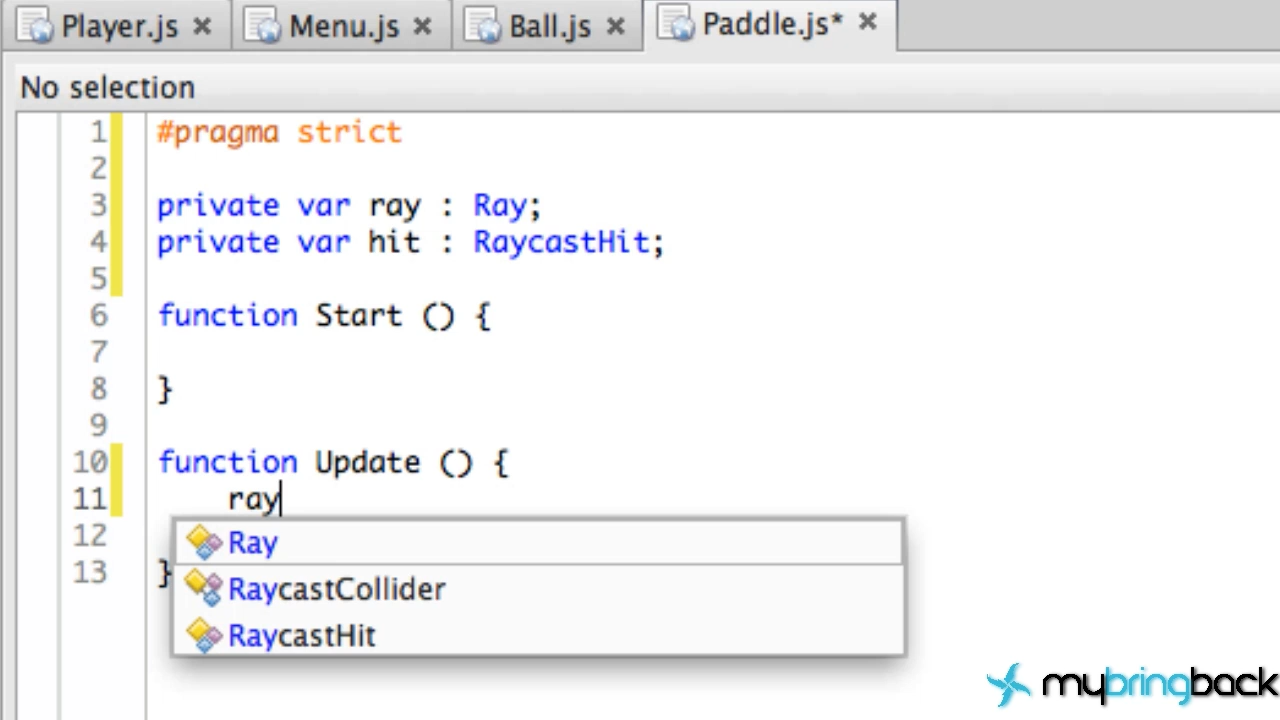 Player.js × Menu.js × Ball.js × Paddle.js* ×
No selection
1 #pragma strict
2
3 private var ray : Ray;
4 private var hit : RaycastHit;
5
6 function Start () {
7
8 }
9
10 function Update () {
11 ray
Ray
12
RaycastCollider
13 }
RaycastHit
mybringback